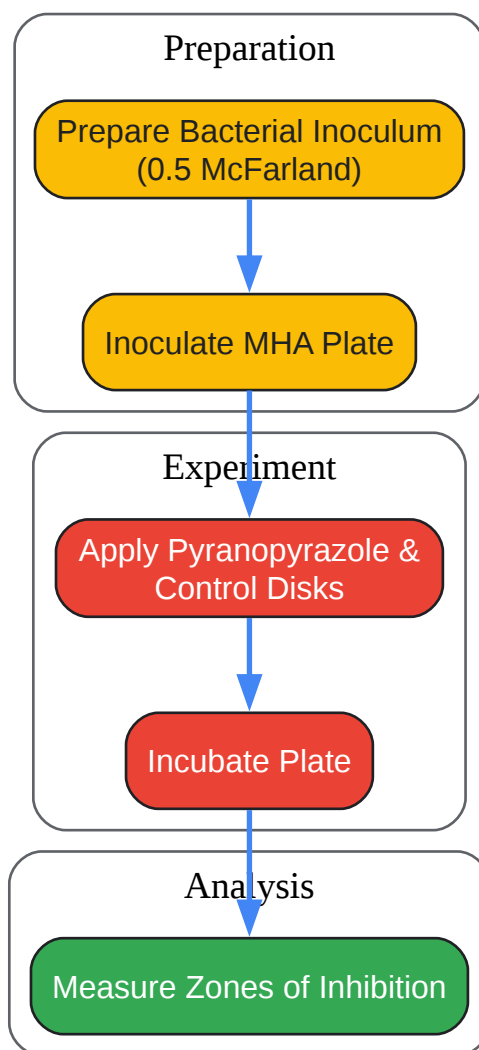 Preparation
Prepare Bacterial Inoculum
(0.5 McFarland)
Inoculate MHA Plate
Experiment
Apply Pyranopyrazole &
Control Disks
Incubate Plate
Analysis
Measure Zones of Inhibition